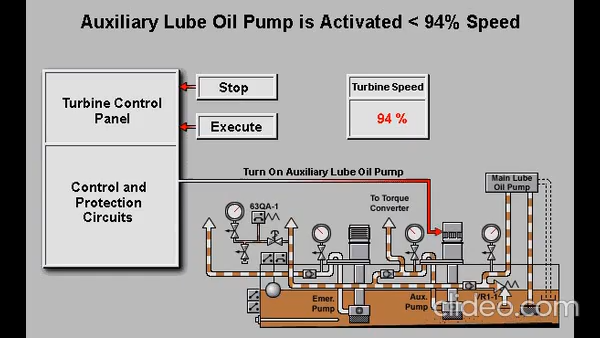 Auxiliary Lube Oil Pump is Activated < 94% Speed
Turbine Control
Panel
Stop
Execute
Turbine Speed
94 %
Control and
Protection
Circuits
Turn On Auxiliary Lube Oil Pump
Main Lube
Oil Pump
63QA-1
To Torque
Converter
Emer.
Pump
Aux.
Pump
VR1-1
clideo.com